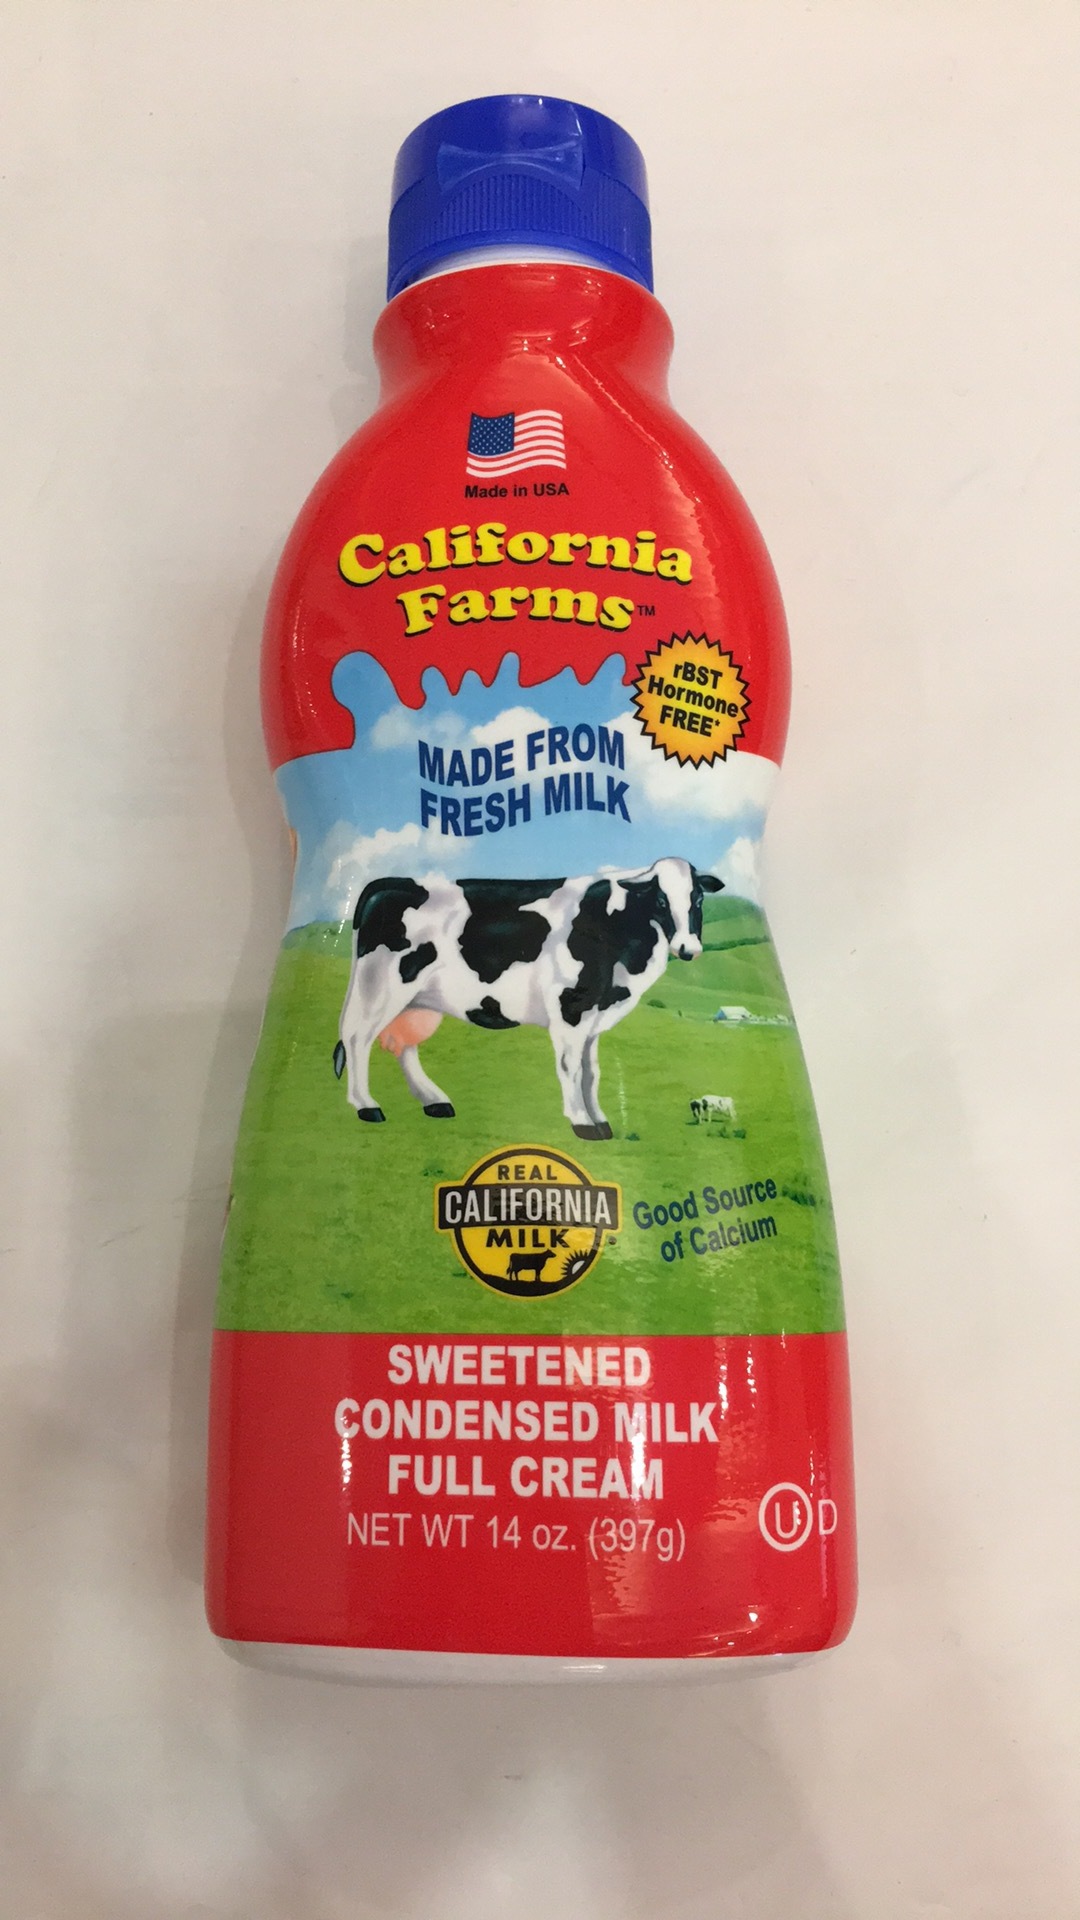 Made in USA
California
Farms™
rBST
Hormone
FREE*
MADE FROM
FRESH MILK
REAL
CALIFORNIA
MILK
Good Source
of Calcium
SWEETENED
CONDENSED MILK
FULL CREAM
NET WT 14 oz. (397g)
U D